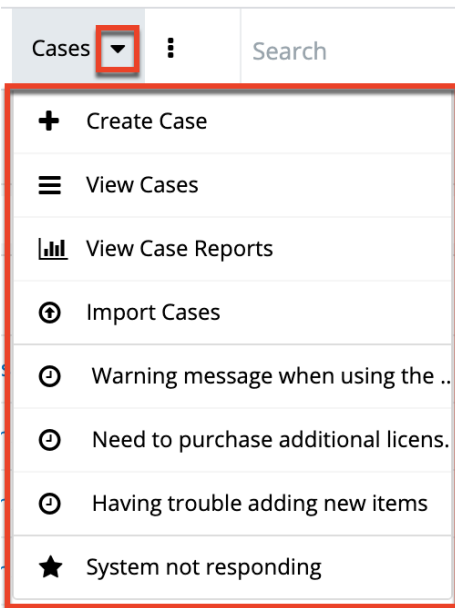 Cases
Search
Create Case
View Cases
View Case Reports
Import Cases
Warning message when using the ..
Need to purchase additional licens.
Having trouble adding new items
System not responding